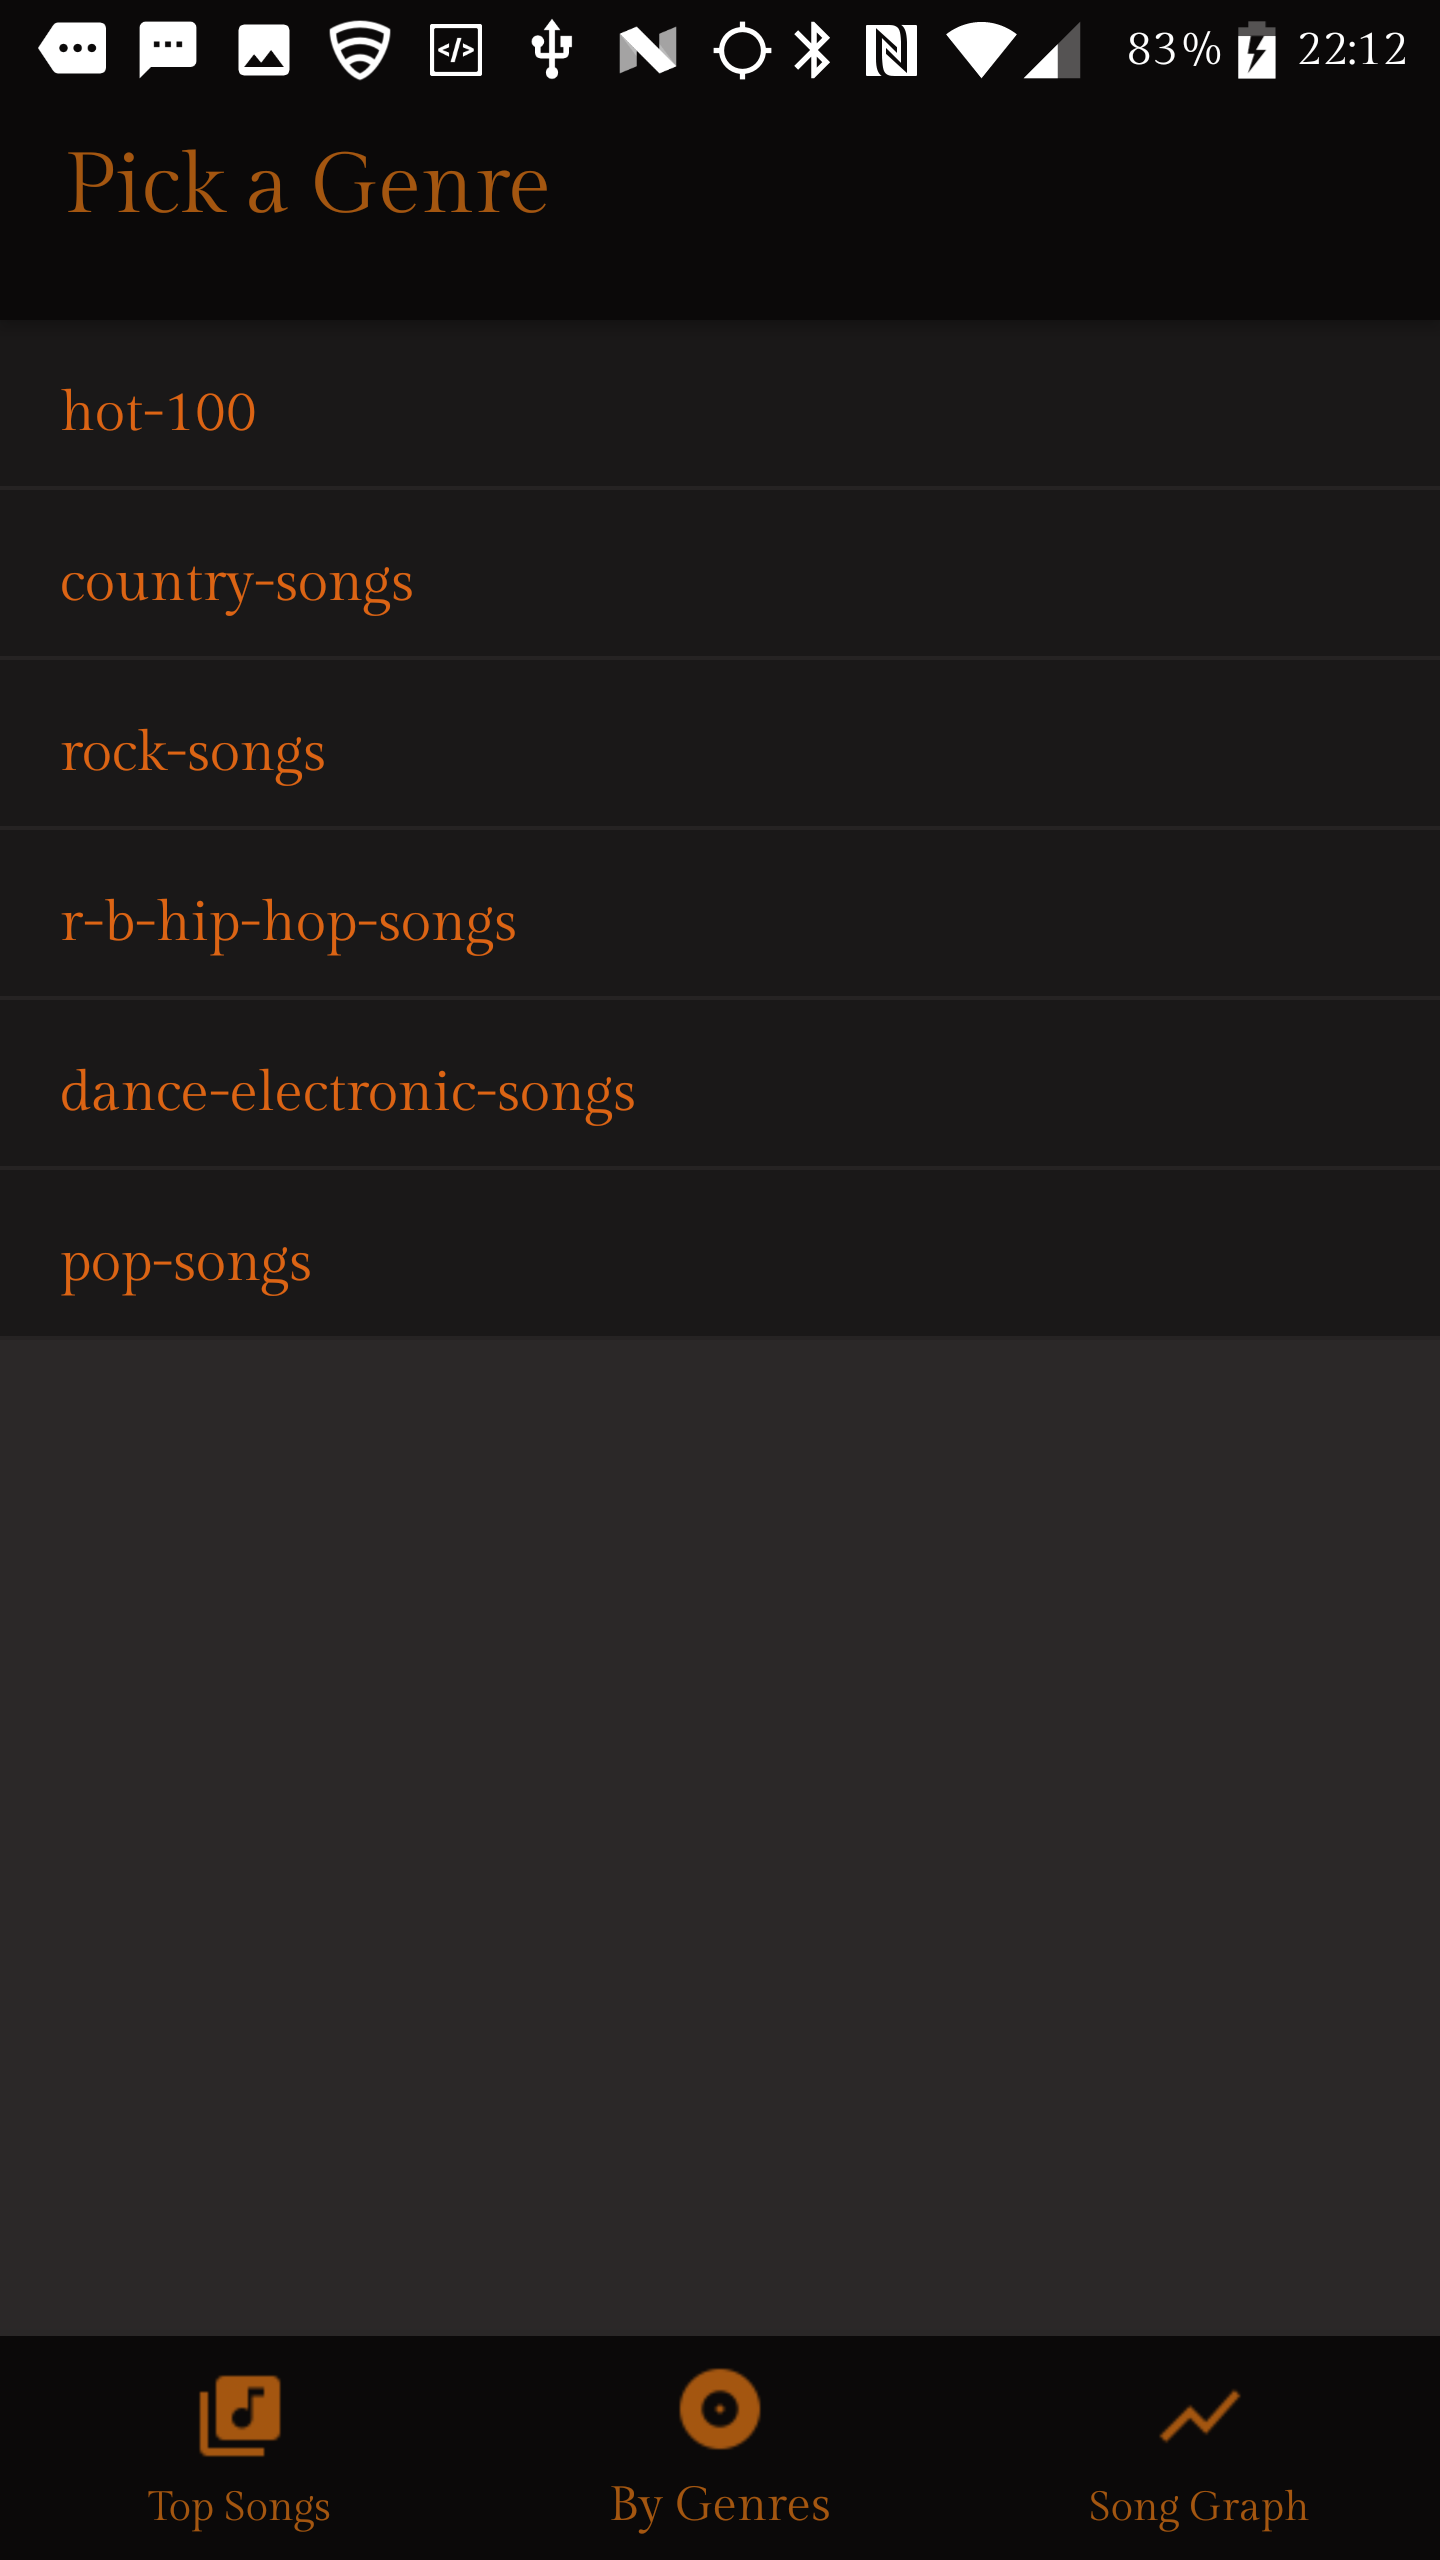 83% 22:12
Pick a Genre
hot-100
country-songs
rock-songs
r-b-hip-hop-songs
dance-electronic-songs
pop-songs
Top Songs
By Genres
Song Graph